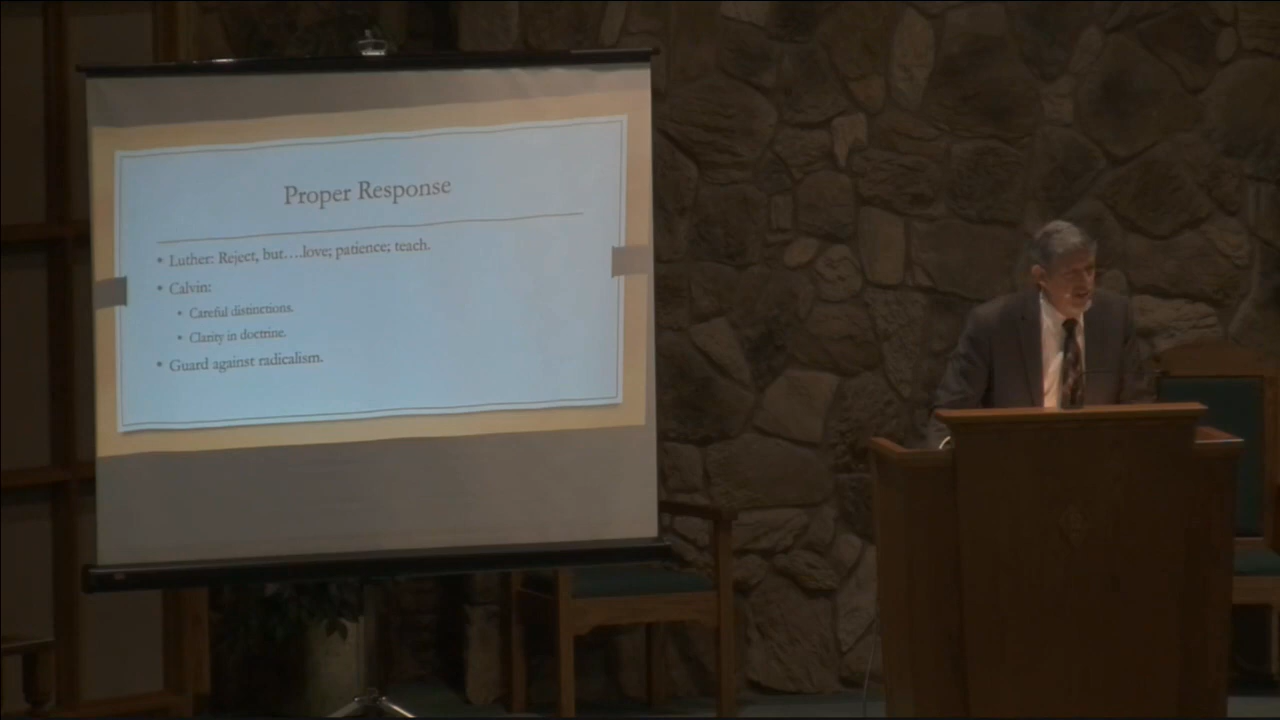 Proper Response
• Luther: Reject, but….love; patience; teach.
• Calvin:
• Careful distinctions.
• Clarity in doctrine.
• Guard against radicalism.